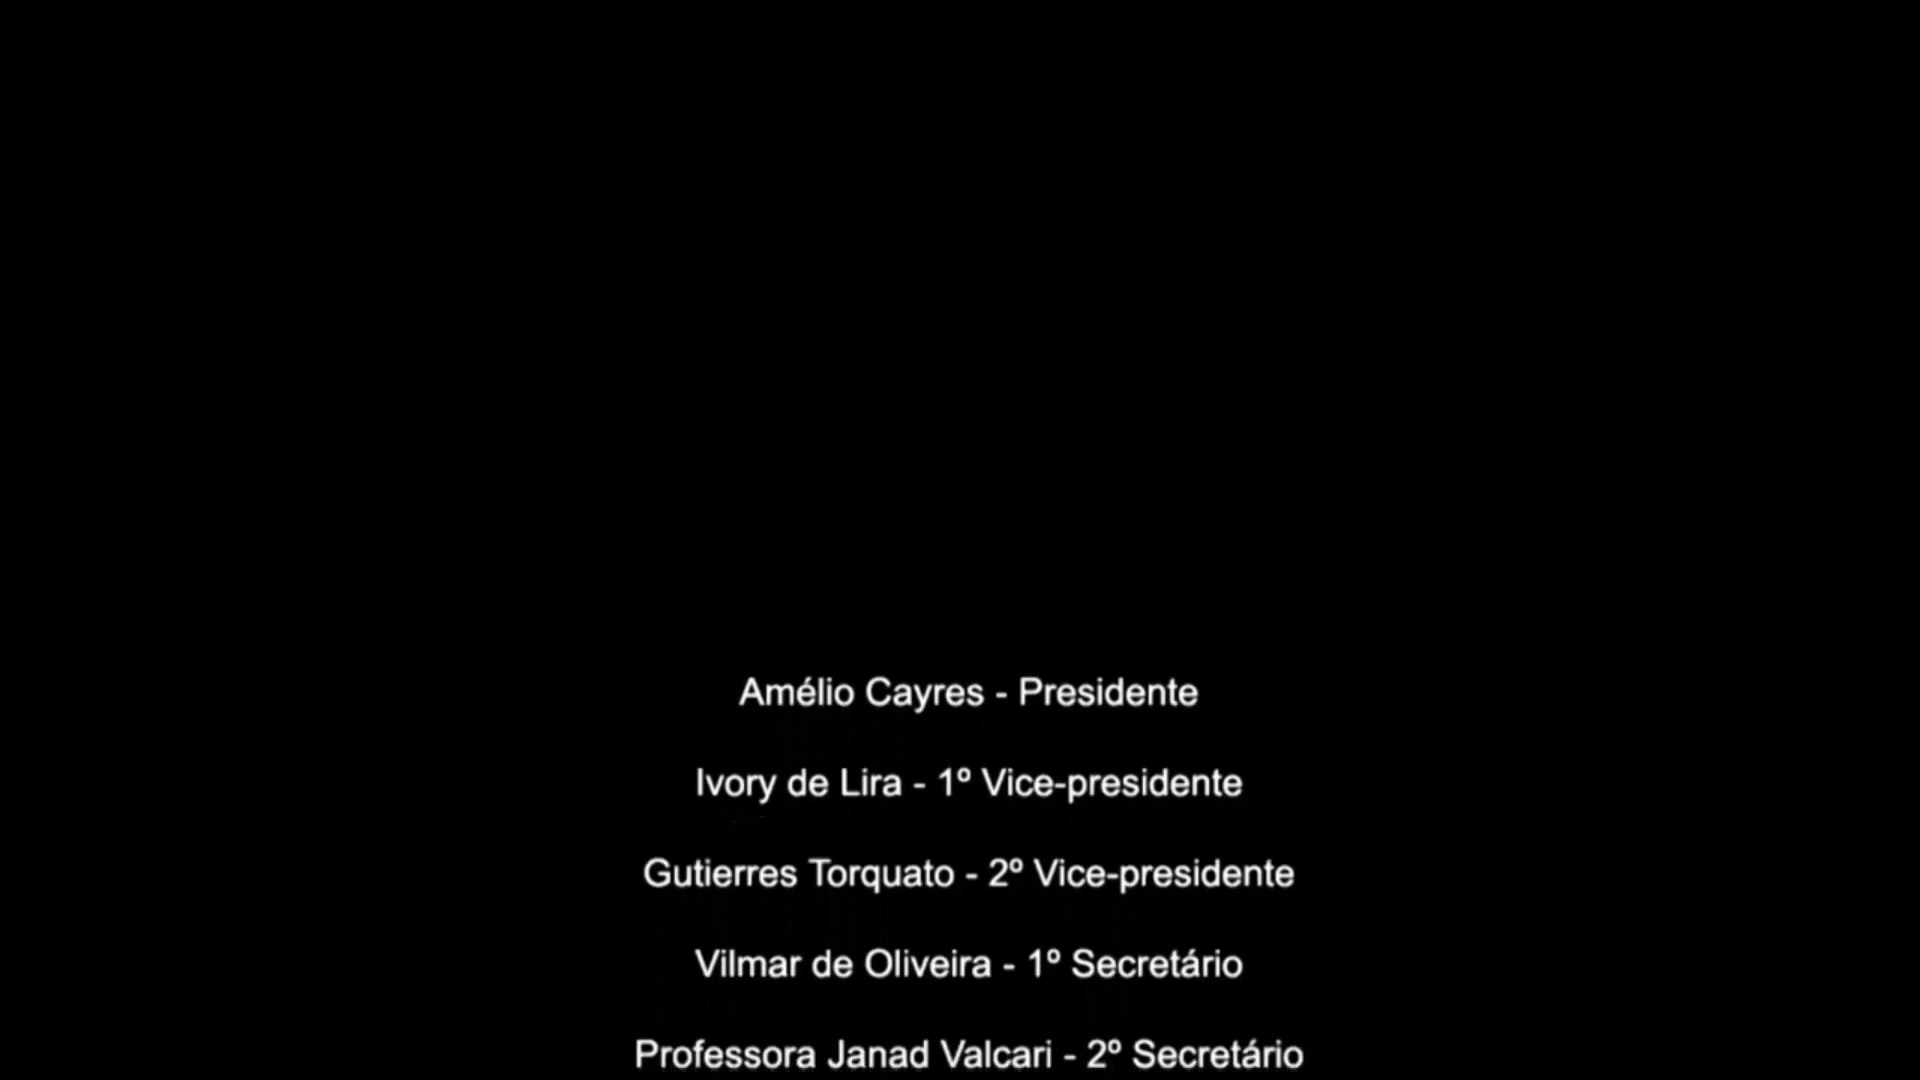 Amélio Cayres - Presidente
Ivory de Lira - 1º Vice-presidente
Gutierres Torquato - 2º Vice-presidente
Vilmar de Oliveira - 1º Secretário
Professora Janad Valcari - 2º Secretário